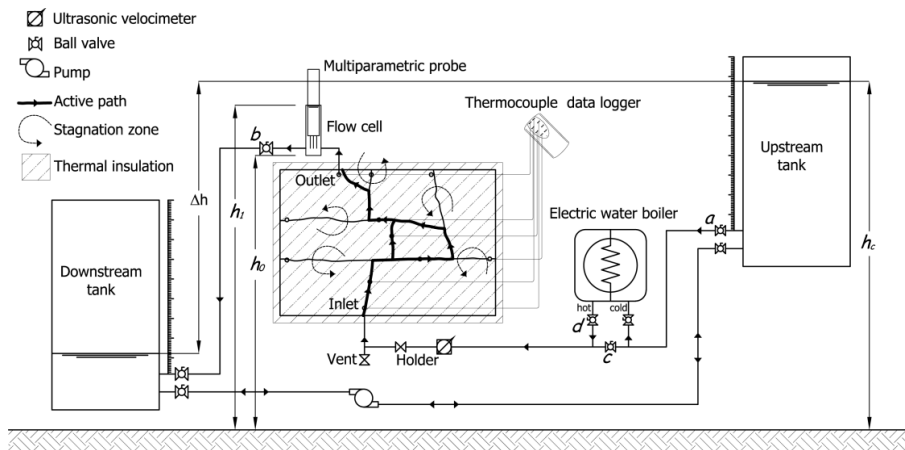 Ultrasonic velocimeter
Ball valve
Pump
Active path
Stagnation zone
Thermal insulation
Multiparametric probe
Flow cell
Thermocouple data logger
Upstream
tank
b
Outlet
Δh
h1
h0
hc
Electric water boiler
a
Downstream
tank
hot
cold
d
Inlet
c
Vent
Holder